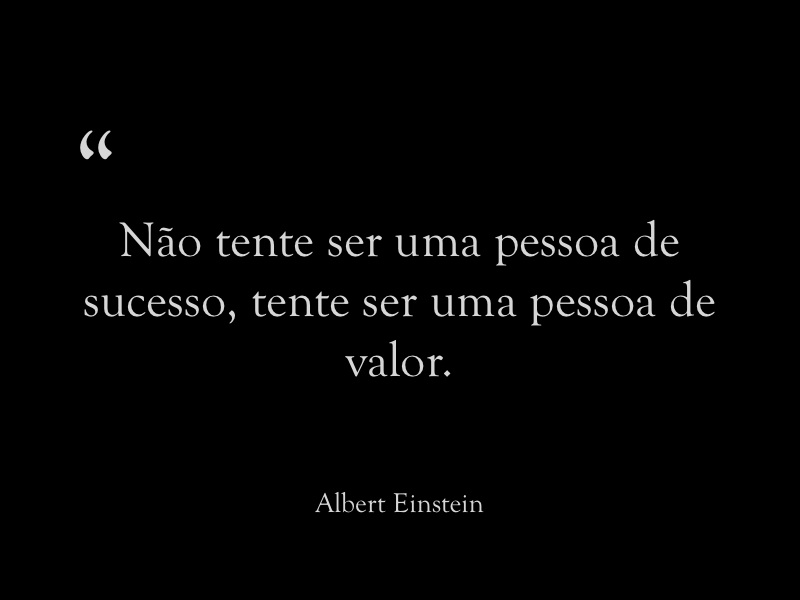 “
Não tente ser uma pessoa de
sucesso, tente ser uma pessoa de
valor.
Albert Einstein